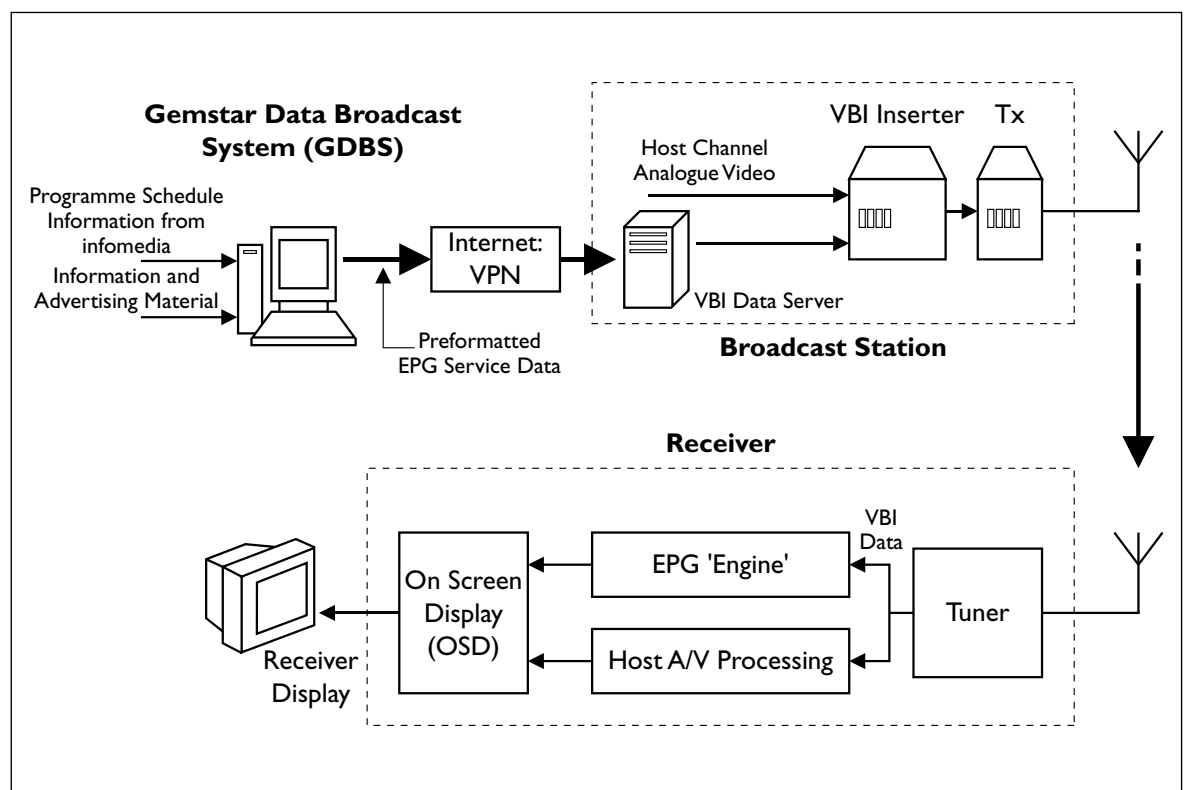 Gemstar Data Broadcast
System (GDBS)
Programme Schedule
Information from
infomedia
Information and
Advertising Material
Internet:
VPN
Preformatted
EPG Service Data
Host Channel
Analogue Video
VBI Inserter
Tx
VBI Data Server
Broadcast Station
Receiver
VBI
Data
EPG 'Engine'
On Screen
Display
(OSD)
Tuner
Host A/V Processing
Receiver
Display